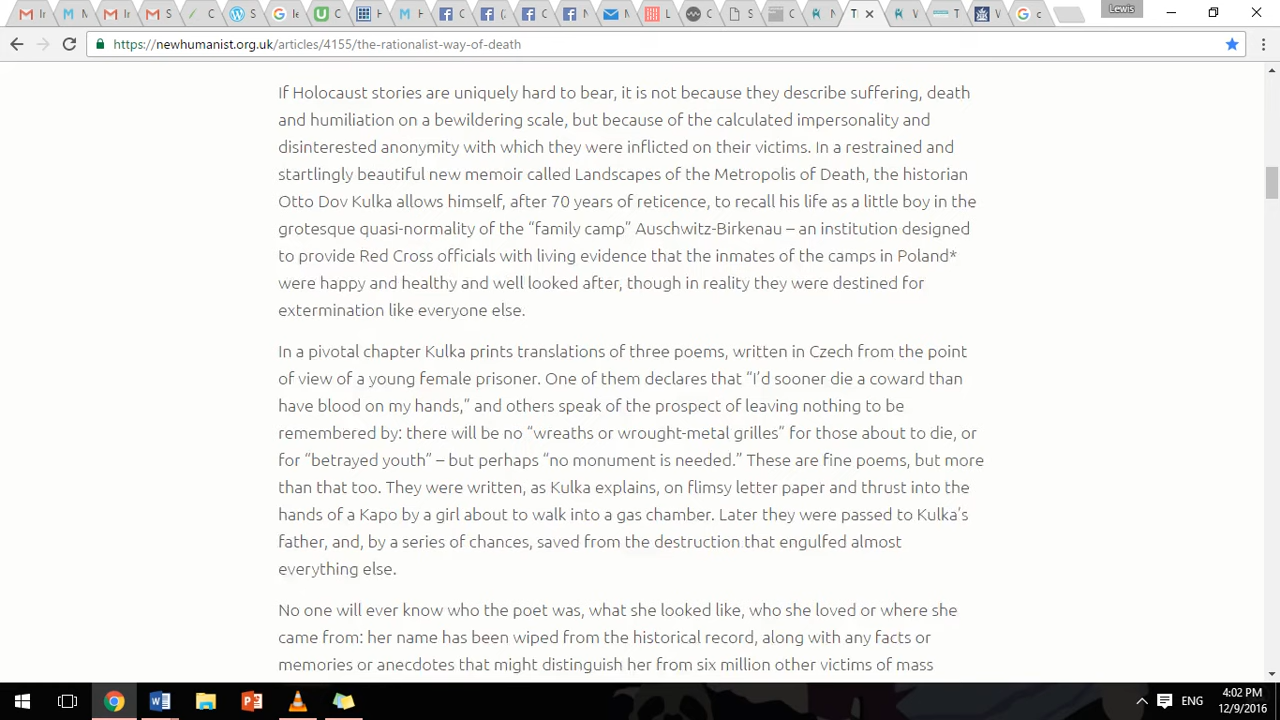 In
M
In
S
C
S
le
C
H
M
C
(
C
N
M
L
C
S
C
N
T
V
T
V
c
Lewis
https://newhumanist.org.uk/articles/4155/the-rationalist-way-of-death
If Holocaust stories are uniquely hard to bear, it is not because they describe suffering, death
and humiliation on a bewildering scale, but because of the calculated impersonality and
disinterested anonymity with which they were inflicted on their victims. In a restrained and
startlingly beautiful new memoir called Landscapes of the Metropolis of Death, the historian
Otto Dov Kulka allows himself, after 70 years of reticence, to recall his life as a little boy in the
grotesque quasi-normality of the “family camp” Auschwitz-Birkenau – an institution designed
to provide Red Cross officials with living evidence that the inmates of the camps in Poland*
were happy and healthy and well looked after, though in reality they were destined for
extermination like everyone else.
In a pivotal chapter Kulka prints translations of three poems, written in Czech from the point
of view of a young female prisoner. One of them declares that “I’d sooner die a coward than
have blood on my hands,” and others speak of the prospect of leaving nothing to be
remembered by: there will be no “wreaths or wrought-metal grilles” for those about to die, or
for “betrayed youth” – but perhaps “no monument is needed.” These are fine poems, but more
than that too. They were written, as Kulka explains, on flimsy letter paper and thrust into the
hands of a Kapo by a girl about to walk into a gas chamber. Later they were passed to Kulka’s
father, and, by a series of chances, saved from the destruction that engulfed almost
everything else.
No one will ever know who the poet was, what she looked like, who she loved or where she
came from: her name has been wiped from the historical record, along with any facts or
memories or anecdotes that might distinguish her from six million other victims of mass
ENG
4:02 PM
12/9/2016